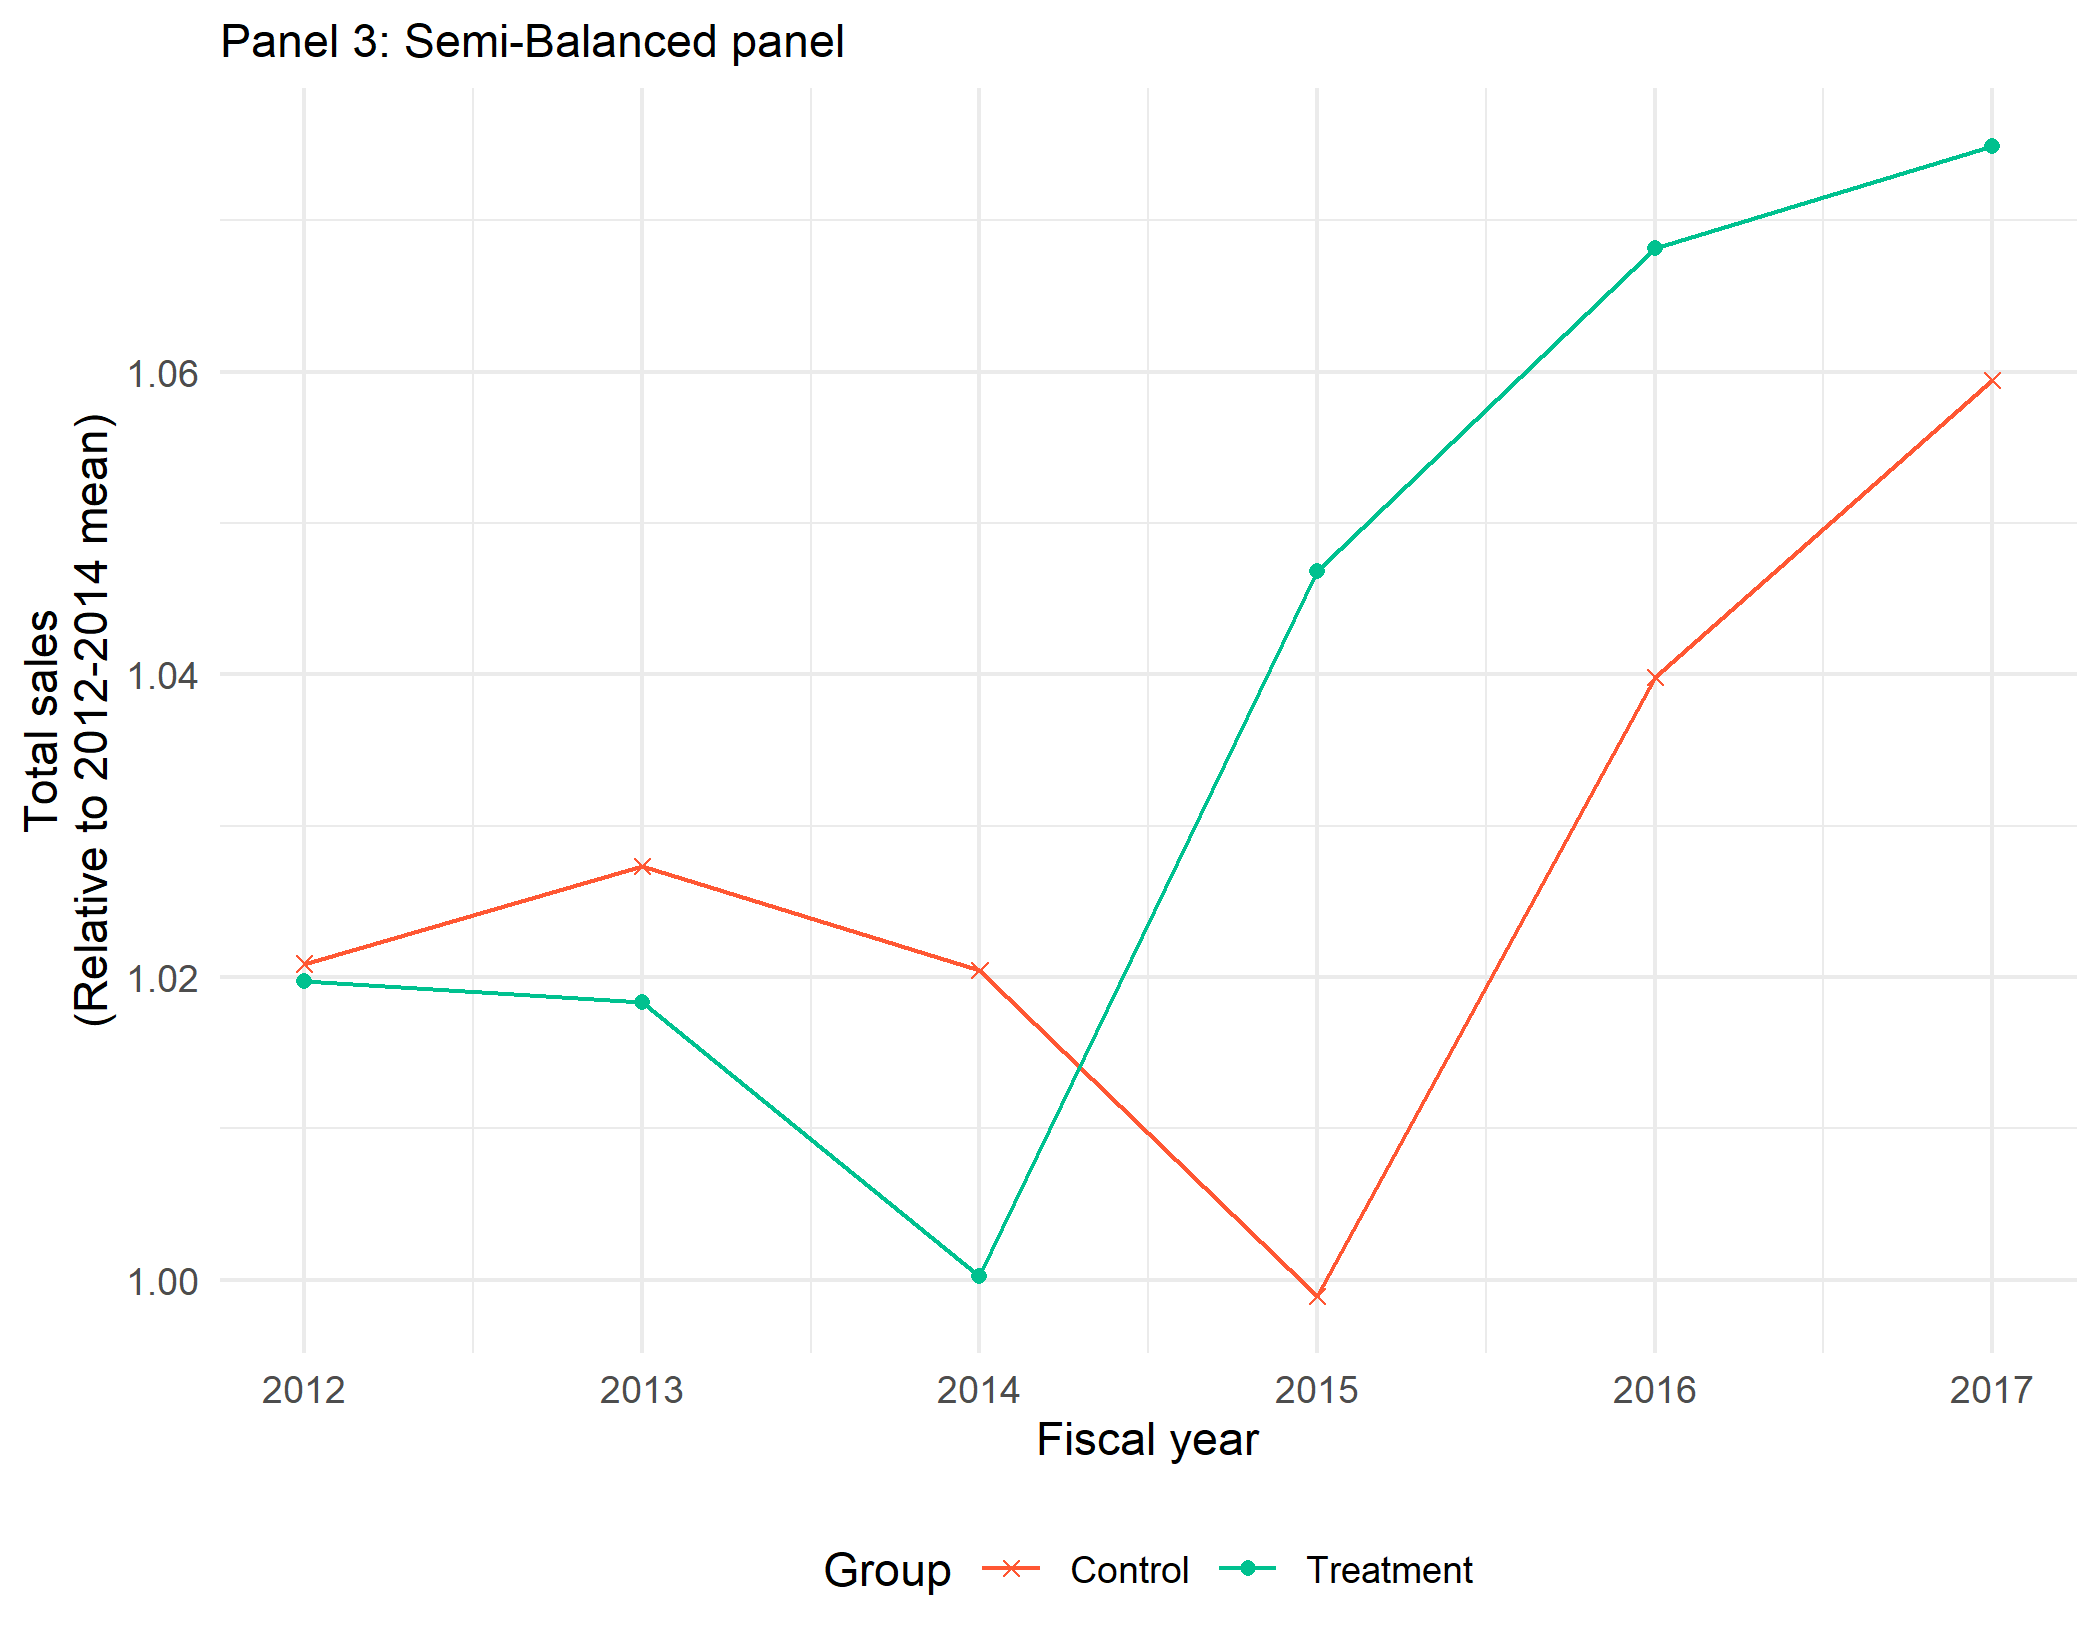 Panel 3: Semi-Balanced panel
Total sales
(Relative to 2012-2014 mean)
1.06
1.04
1.02
1.00
2012 2013 2014 2015 2016 2017
Fiscal year
Group Control Treatment